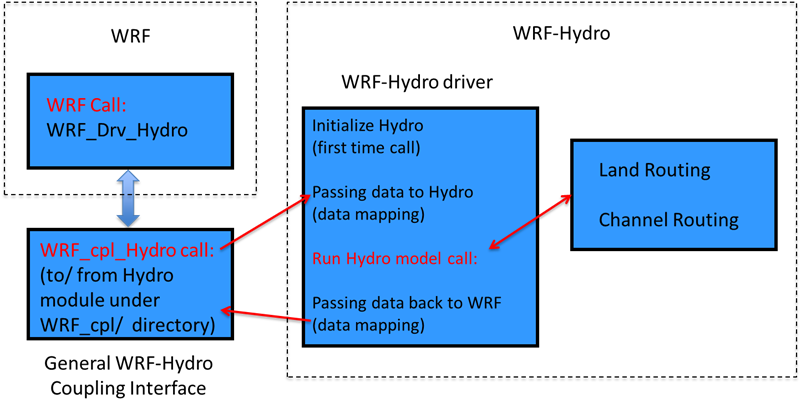 WRF
WRF Call:
WRF_Drv_Hydro
WRF_cpl_Hydro call:
(to/ from Hydro
module under
WRF_cpl/  directory)
General WRF-Hydro
Coupling Interface
WRF-Hydro
WRF-Hydro driver
Initialize Hydro
(first time call)
Passing data to Hydro
(data mapping)
Run Hydro model call:
Passing data back to WRF
(data mapping)
Land Routing
Channel Routing